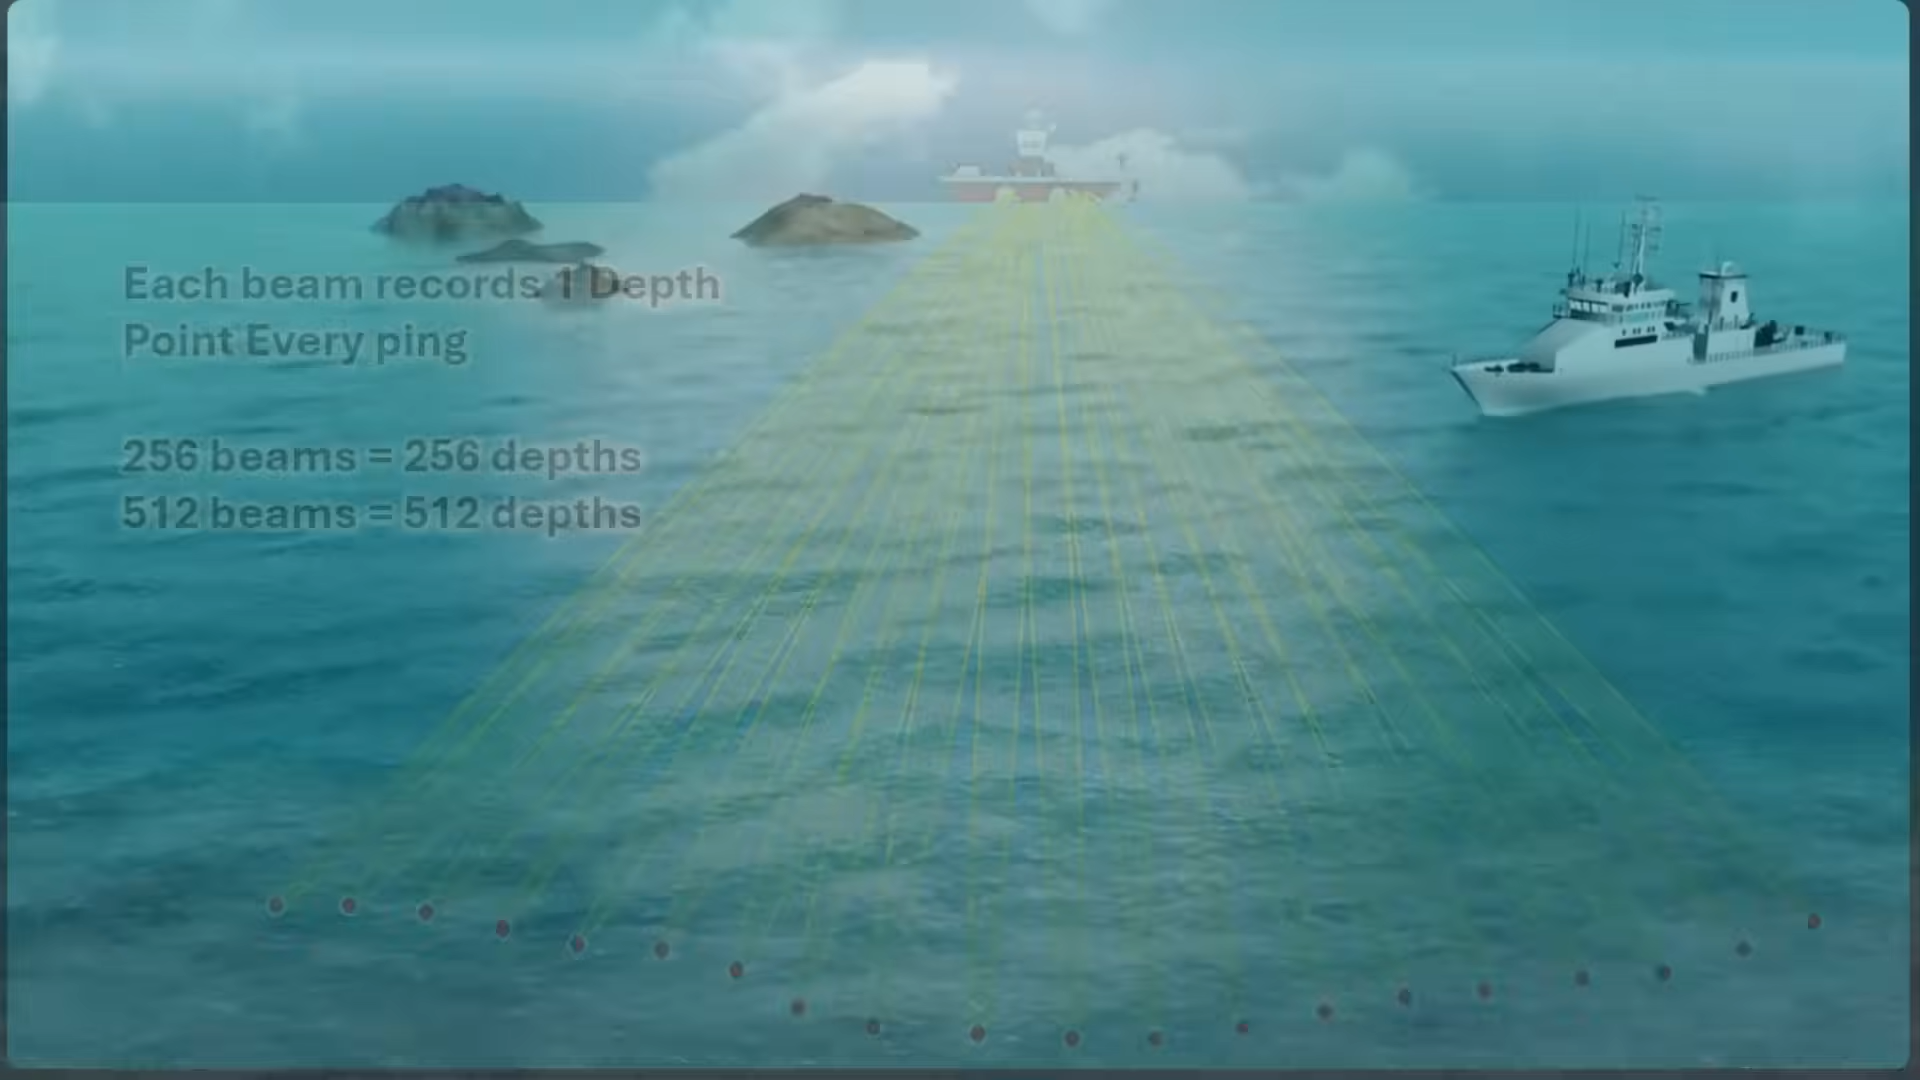 Each beam records 1 Depth
Point Every ping
256 beams = 256 depths
512 beams = 512 depths